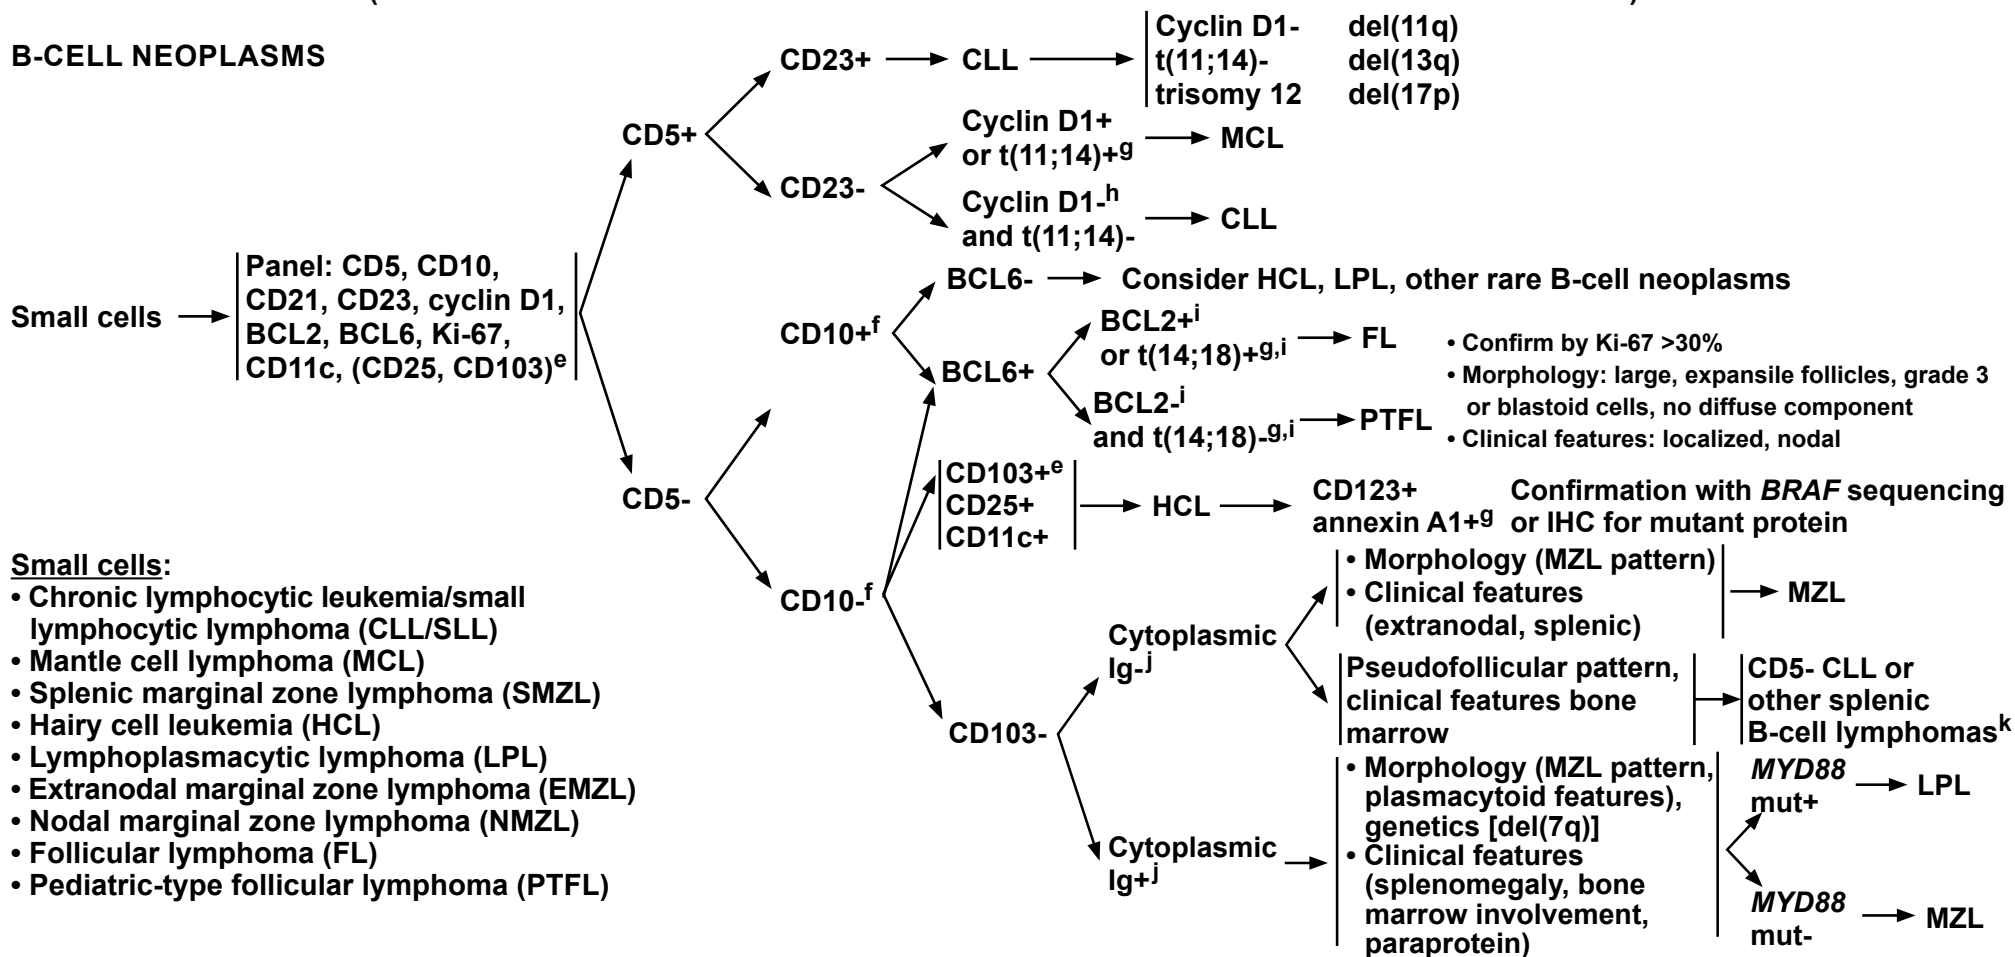 B-CELL NEOPLASMS
CD23+
CLL
Cyclin D1- del(11q)
t(11;14)- del(13q)
trisomy 12 del(17p)
CD5+
Cyclin D1+
or t(11;14)+g
MCL
CD23-
Cyclin D1-h
and t(11;14)-
CLL
Small cells
Panel: CD5, CD10,
CD21, CD23, cyclin D1,
BCL2, BCL6, Ki-67,
CD11c, (CD25, CD103)e
BCL6-
Consider HCL, LPL, other rare B-cell neoplasms
CD10+f
BCL6+
BCL2+i
or t(14;18)+g,i
FL
BCL2-i
and t(14;18)-g,i
PTFL
• Confirm by Ki-67 >30%
• Morphology: large, expansile follicles, grade 3
or blastoid cells, no diffuse component
• Clinical features: localized, nodal
CD5-
CD103+e
CD25+
CD11c+
HCL
CD123+
annexin A1+g
Confirmation with BRAF sequencing
or IHC for mutant protein
CD10-f
Cytoplasmic
Ig-j
• Morphology (MZL pattern)
• Clinical features
(extranodal, splenic)
MZL
Pseudofollicular pattern,
clinical features bone
marrow
CD5- CLL or
other splenic
B-cell lymphomask
CD103-
Cytoplasmic
Ig+j
• Morphology (MZL pattern,
plasmacytoid features),
genetics [del(7q)]
• Clinical features
(splenomegaly, bone
marrow involvement,
paraprotein)
MYD88
mut+
LPL
MYD88
mut-
MZL
Small cells:
• Chronic lymphocytic leukemia/small
lymphocytic lymphoma (CLL/SLL)
• Mantle cell lymphoma (MCL)
• Splenic marginal zone lymphoma (SMZL)
• Hairy cell leukemia (HCL)
• Lymphoplasmacytic lymphoma (LPL)
• Extranodal marginal zone lymphoma (EMZL)
• Nodal marginal zone lymphoma (NMZL)
• Follicular lymphoma (FL)
• Pediatric-type follicular lymphoma (PTFL)